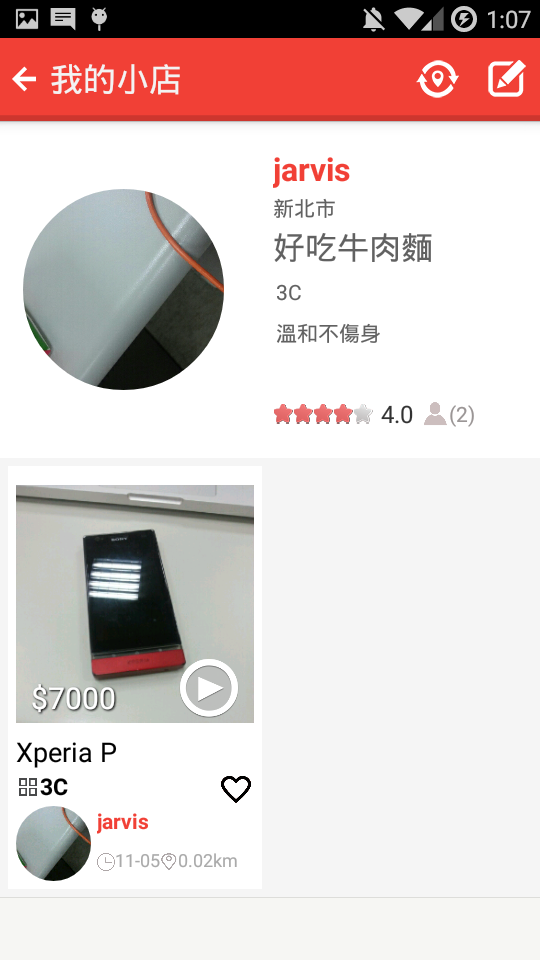 1:07
我的小店
jarvis
新北市
好吃牛肉麵
3C
溫和不傷身
4.0 (2)
SONY
XPERIA
$7000
Xperia P
3C
jarvis
11-05 0.02km